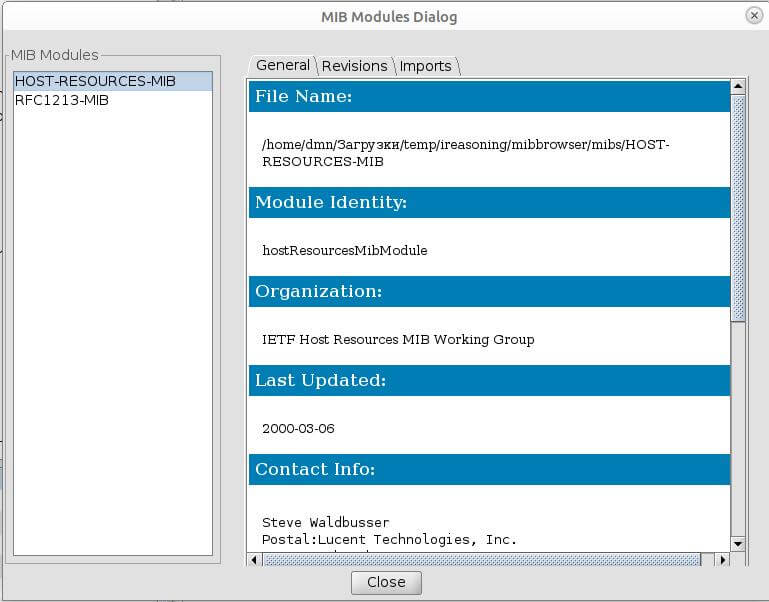 MIB Modules Dialog
MIB Modules
HOST-RESOURCES-MIB
RFC1213-MIB
General
Revisions
Imports
File Name:
/home/dmn/Загрузки/temp/ireasoning/mibbrowser/mibs/HOST-
RESOURCES-MIB
Module Identity:
hostResourcesMibModule
Organization:
IETF Host Resources MIB Working Group
Last Updated:
2000-03-06
Contact Info:
Steve Waldbusser
Postal:Lucent Technologies, Inc.
Close